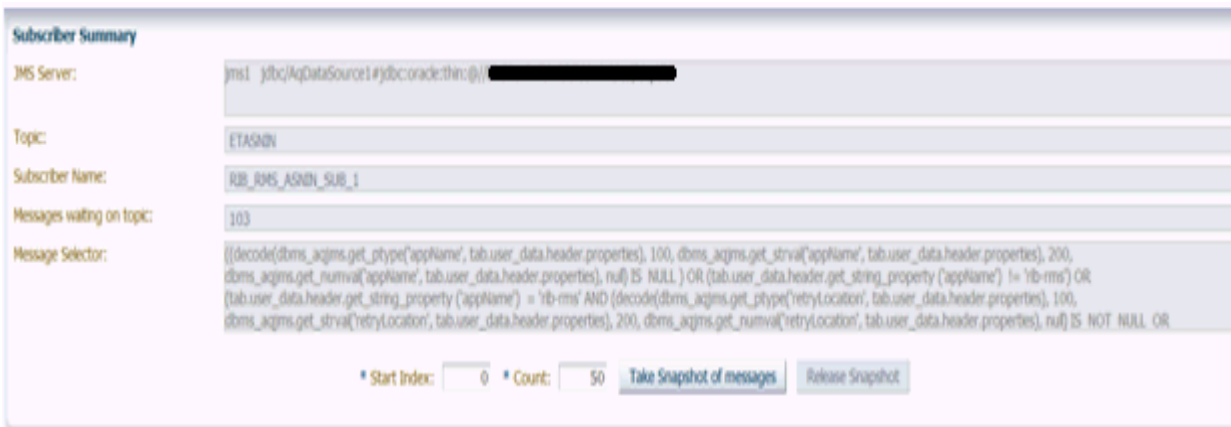 Subscriber Summary
JMS Server: jms1 jdbc/AqDataSource1#jdbc:oracle:thin:@//
Topic: ETASNIN
Subscriber Name: RIB_RMS_ASNIN_SUB_1
Messages waiting on topic: 103
Message Selector: (((decode(dbms_aqjms.get_ptype('appName', tab.user_data.header.properties), 100, dbms_aqjms.get_strval('appName', tab.user_data.header.properties), 200,
dbms_aqjms.get_numval('appName', tab.user_data.header.properties), null) IS NULL ) OR (tab.user_data.header.get_string_property ('appName') != 'rib-rms') OR
(tab.user_data.header.get_string_property ('appName') = 'rib-rms' AND (decode(dbms_aqjms.get_ptype('retryLocation', tab.user_data.header.properties), 100,
dbms_aqjms.get_strval('retryLocation', tab.user_data.header.properties), 200, dbms_aqjms.get_numval('retryLocation', tab.user_data.header.properties), null) IS NOT NULL OR
* Start Index: 0 * Count: 50 Take Snapshot of messages Release Snapshot